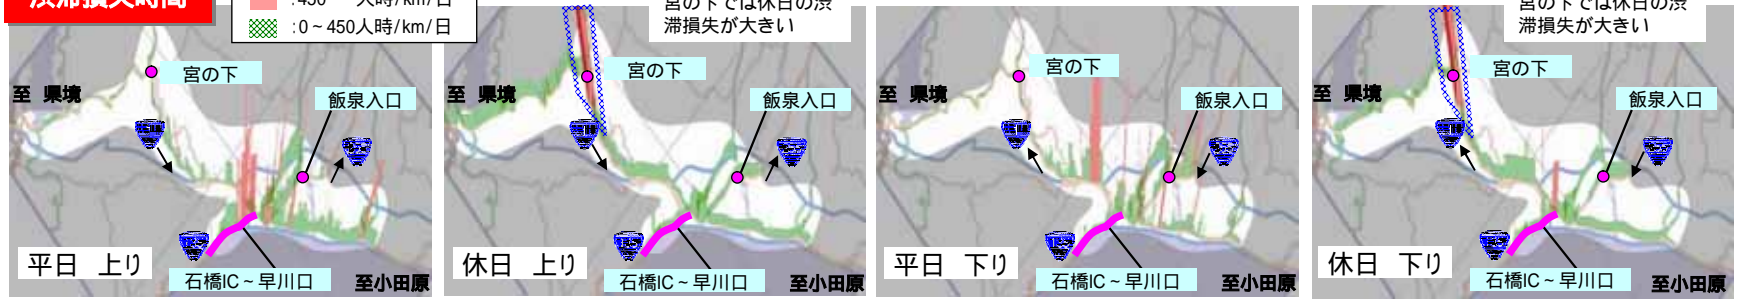 渋滞損失時間
:450~ 人時/km/日
:0~450人時/km/日
宮の下
至 県境
飯泉入口
平日 上り
石橋IC~早川口
至小田原
宮の下では休日の渋
滞損失が大きい
宮の下
至 県境
飯泉入口
休日 上り
石橋IC~早川口
至小田原
宮の下
至 県境
飯泉入口
平日 下り
石橋IC~早川口
至小田原
宮の下では休日の渋
滞損失が大きい
宮の下
至 県境
飯泉入口
休日 下り
石橋IC~早川口
至小田原